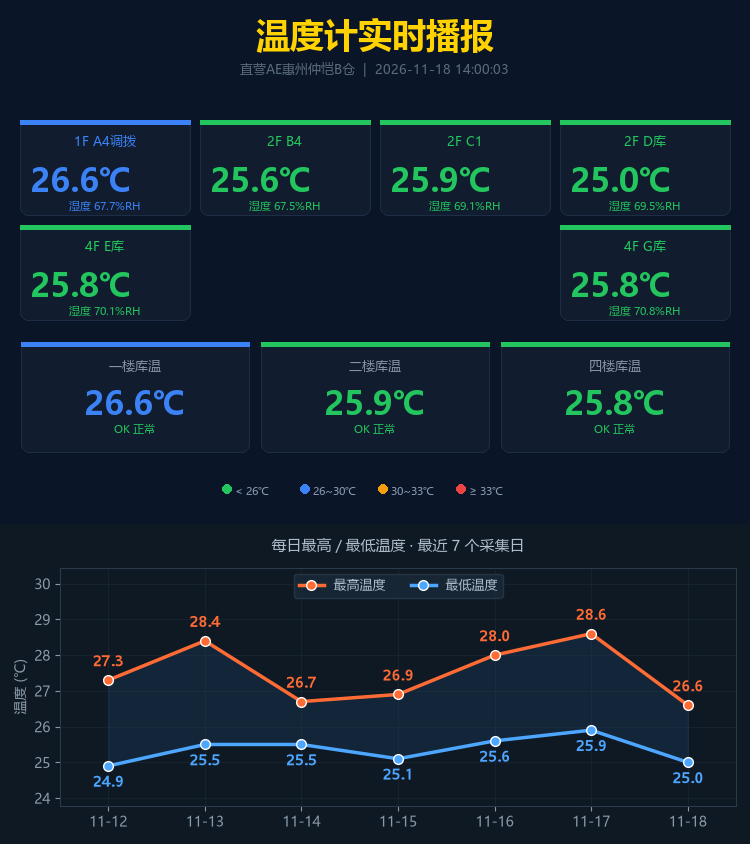 温度计实时播报
直营AE惠州仲恺B仓 | 2026-11-18 14:00:03
1F A4调拨
26.6℃
湿度 67.7%RH
2F B4
25.6℃
湿度 67.5%RH
2F C1
25.9℃
湿度 69.1%RH
2F D库
25.0℃
湿度 69.5%RH
4F E库
25.8℃
湿度 70.1%RH
4F G库
25.8℃
湿度 70.8%RH
一楼库温
26.6℃
OK 正常
二楼库温
25.9℃
OK 正常
四楼库温
25.8℃
OK 正常
< 26℃
26~30℃
30~33℃
≥ 33℃
每日最高 / 最低温度 · 最近 7 个采集日
最高温度
最低温度
温度 (℃)
30
29
28
27
26
25
24
27.3
28.4
26.7
26.9
28.0
28.6
26.6
24.9
25.5
25.5
25.1
25.6
25.9
25.0
11-12
11-13
11-14
11-15
11-16
11-17
11-18